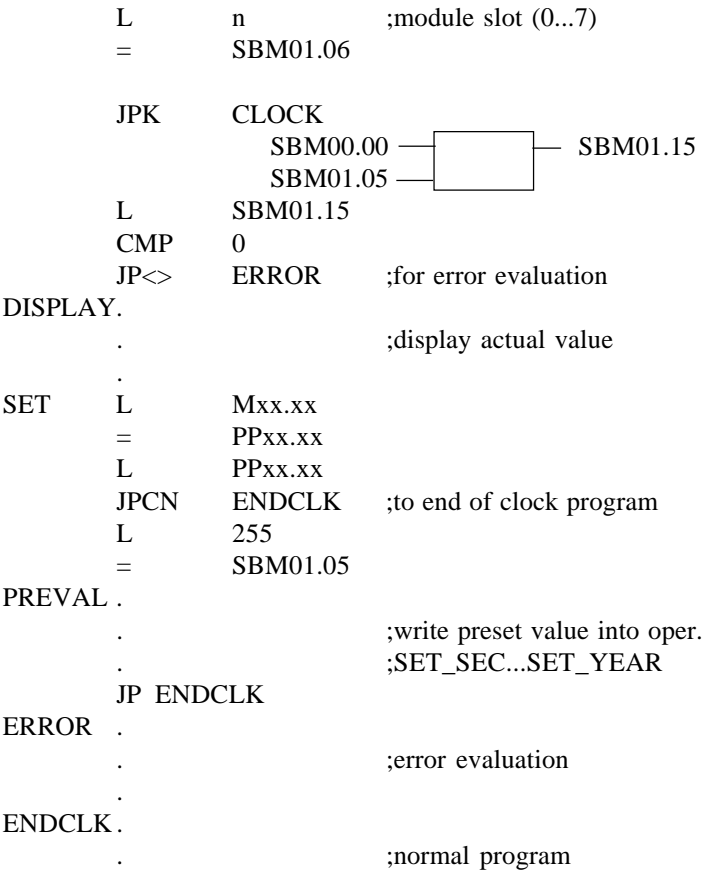 L n ;module slot (0...7)
= SBM01.06
JPK CLOCK
SBM00.00 SBM01.15
SBM01.05
L SBM01.15
CMP 0
JP<> ERROR ;for error evaluation
DISPLAY.
. ;display actual value
.
SET L Mxx.xx
= PPxx.xx
L PPxx.xx
JPCN ENDCLK ;to end of clock program
L 255
= SBM01.05
PREVAL .
. ;write preset value into oper.
. ;SET_SEC...SET_YEAR
JP ENDCLK
ERROR .
. ;error evaluation
.
ENDCLK .
. ;normal program